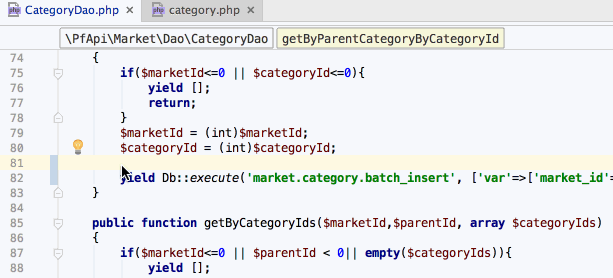 CategoryDao.php × category.php ×
\PfApi\Market\Dao\CategoryDao getByParentCategoryByCategoryId
74 {
75 if($marketId<=0 || $categoryId<=0){
76 yield [];
77 return;
78 }
79 $marketId = (int)$marketId;
80 $categoryId = (int)$categoryId;
81
82 yield Db::execute('market.category.batch_insert', ['var'=>['market_id'=
83 }
84
85 public function getByCategoryIds($marketId,$parentId, array $categoryIds)
86 {
87 if($marketId<=0 || $parentId < 0|| empty($categoryIds)){
88 yield [];